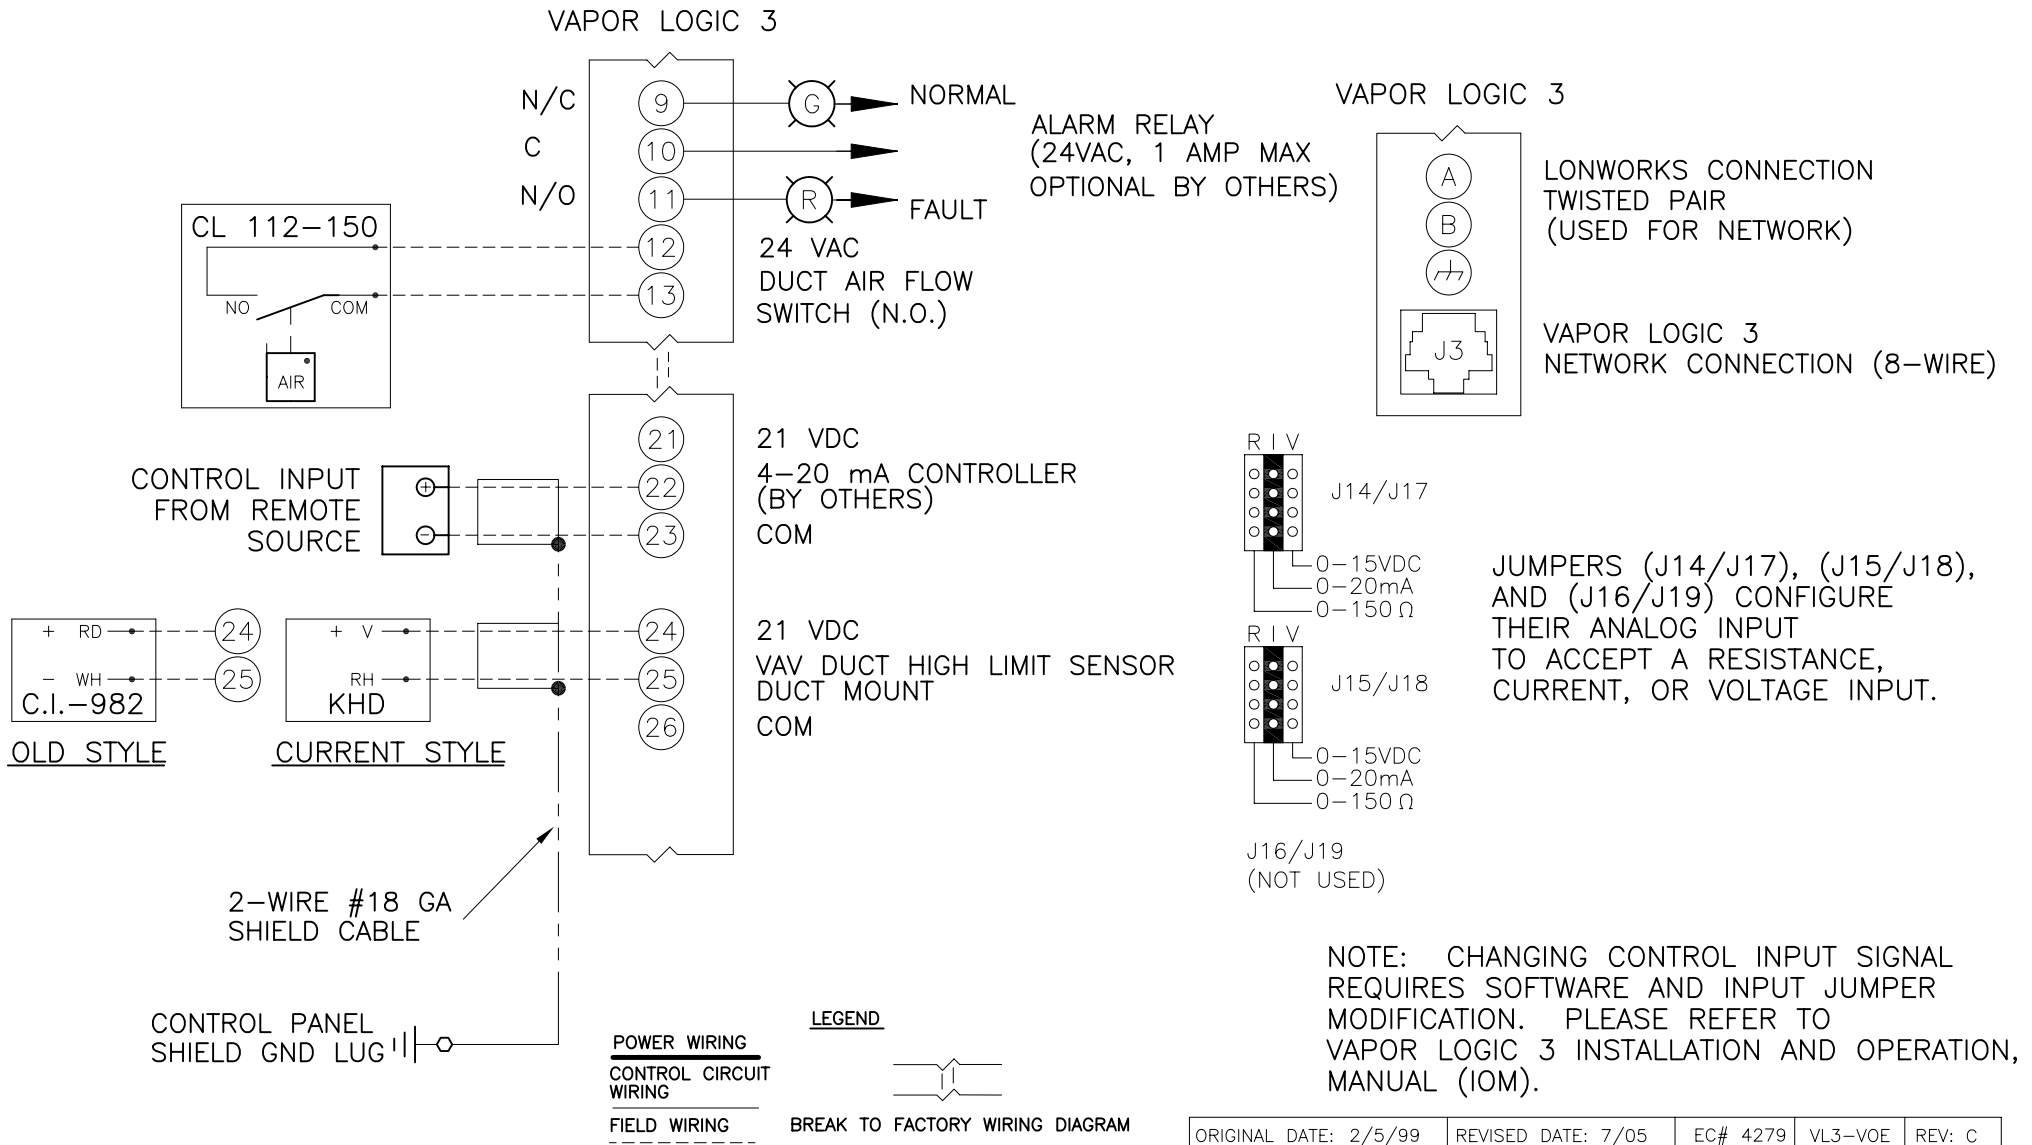 VAPOR LOGIC 3
N/C
9
G
NORMAL
C
10
ALARM RELAY
(24VAC, 1 AMP MAX
OPTIONAL BY OTHERS)
N/O
11
R
FAULT
CL 112-150
12
13
24 VAC
DUCT AIR FLOW
SWITCH (N.O.)
NO
COM
AIR
VAPOR LOGIC 3
A
B
LONWORKS CONNECTION
TWISTED PAIR
(USED FOR NETWORK)
J3
VAPOR LOGIC 3
NETWORK CONNECTION (8-WIRE)
CONTROL INPUT
FROM REMOTE
SOURCE
+
-
21
22
23
21 VDC
4-20 mA CONTROLLER
(BY OTHERS)
COM
+ RD
- WH
C.I.-982
OLD STYLE
24
25
+ V
RH
KHD
CURRENT STYLE
24
25
26
21 VDC
VAV DUCT HIGH LIMIT SENSOR
DUCT MOUNT
COM
R I V
J14/J17
0-15VDC
0-20mA
0-150 Ω
R I V
J15/J18
0-15VDC
0-20mA
0-150 Ω
J16/J19
(NOT USED)
JUMPERS (J14/J17), (J15/J18),
AND (J16/J19) CONFIGURE
THEIR ANALOG INPUT
TO ACCEPT A RESISTANCE,
CURRENT, OR VOLTAGE INPUT.
2-WIRE #18 GA
SHIELD CABLE
CONTROL PANEL
SHIELD GND LUG
LEGEND
POWER WIRING
CONTROL CIRCUIT
WIRING
FIELD WIRING
BREAK TO FACTORY WIRING DIAGRAM
NOTE: CHANGING CONTROL INPUT SIGNAL
REQUIRES SOFTWARE AND INPUT JUMPER
MODIFICATION. PLEASE REFER TO
VAPOR LOGIC 3 INSTALLATION AND OPERATION,
MANUAL (IOM).
ORIGINAL DATE: 2/5/99 REVISED DATE: 7/05 EC# 4279 VL3-VOE REV: C